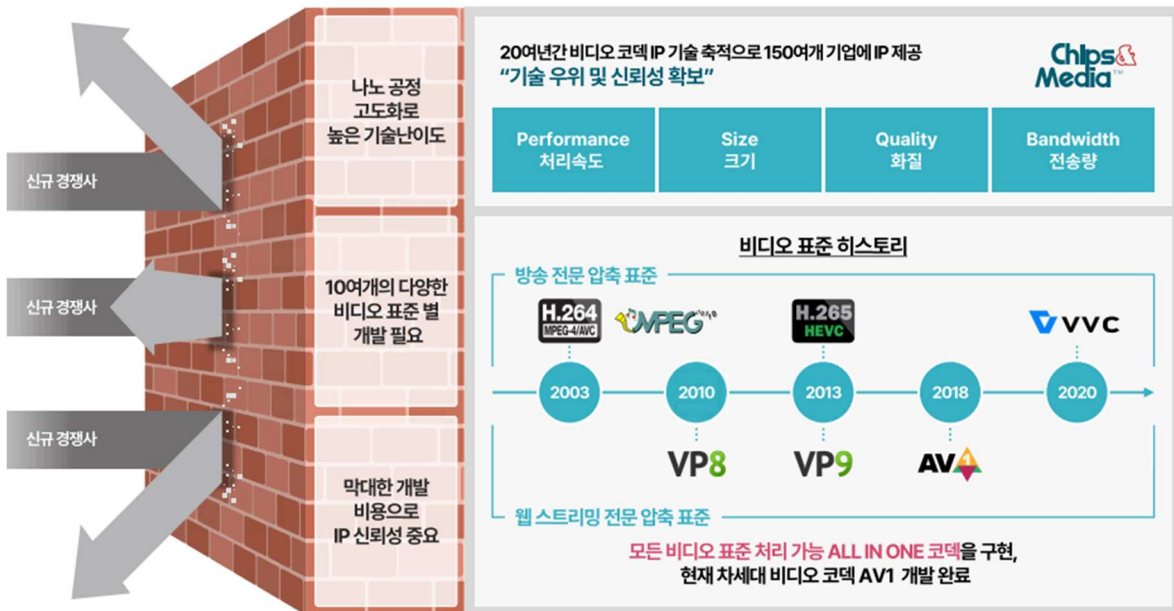 신규 경쟁사
신규 경쟁사
신규 경쟁사
나노 공정
고도화로
높은 기술난이도
10여개의 다양한
비디오 표준 별
개발 필요
막대한 개발
비용으로
IP 신뢰성 중요
20여년간 비디오 코덱 IP 기술 축적으로 150여개 기업에 IP 제공
“기술 우위 및 신뢰성 확보”
Chips&
Media™
Performance
처리속도
Size
크기
Quality
화질
Bandwidth
전송량
비디오 표준 히스토리
방송 전문 압축 표준
H.264
MPEG-4/AVC
MPEG
H.265
HEVC
VVC
2003
2010
2013
2018
2020
VP8
VP9
AV1
웹 스트리밍 전문 압축 표준
모든 비디오 표준 처리 가능 ALL IN ONE 코덱을 구현,
현재 차세대 비디오 코덱 AV1 개발 완료